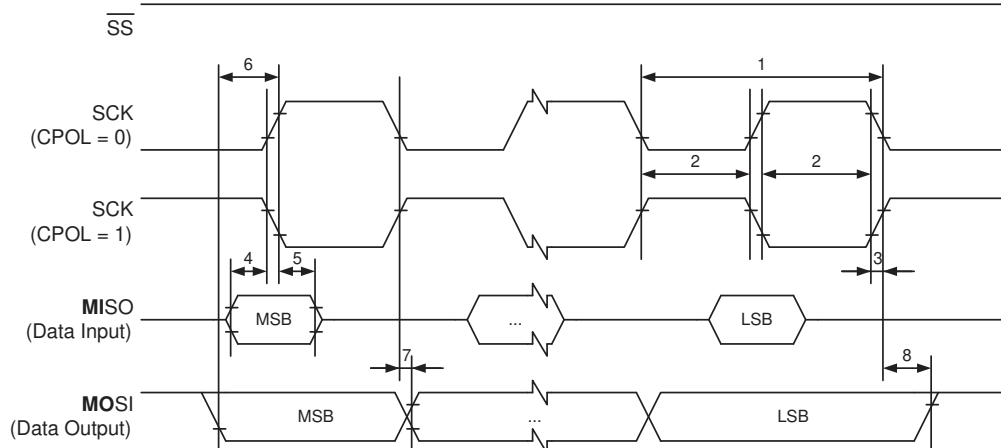 SS
6
1
SCK
(CPOL = 0)
2
2
SCK
(CPOL = 1)
4
5
3
MISO
(Data Input)
MSB
...
LSB
7
8
MOSI
(Data Output)
MSB
...
LSB